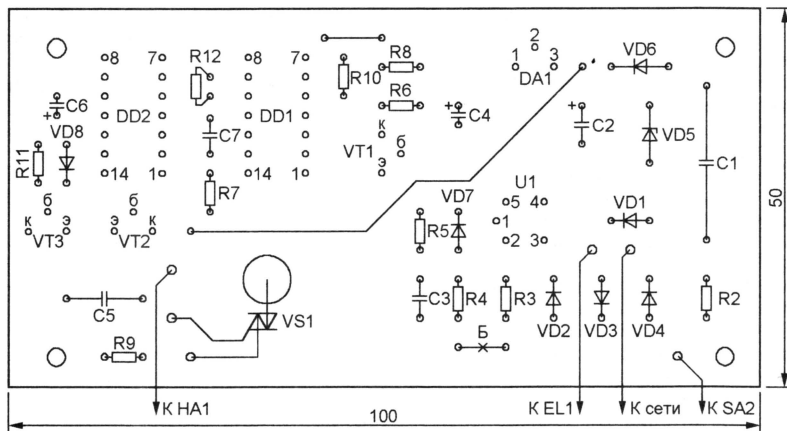 8 7 R12 8 7 R10 R8 2 1 3 DA1 VD6
+ C6 DD2 DD1 R6 + C4 + C2 VD5 C1
VD8 C7 к б VT1 э
R11 14 1 R7 14 1 U1 VD7 5 4 VD1
к б э VT3 э б к VT2 R5 1 2 3
C5 VS1 C3 R4 R3 VD2 VD3 VD4 R2
R9 Б
К HA1 К EL1 К сети К SA2
100
50